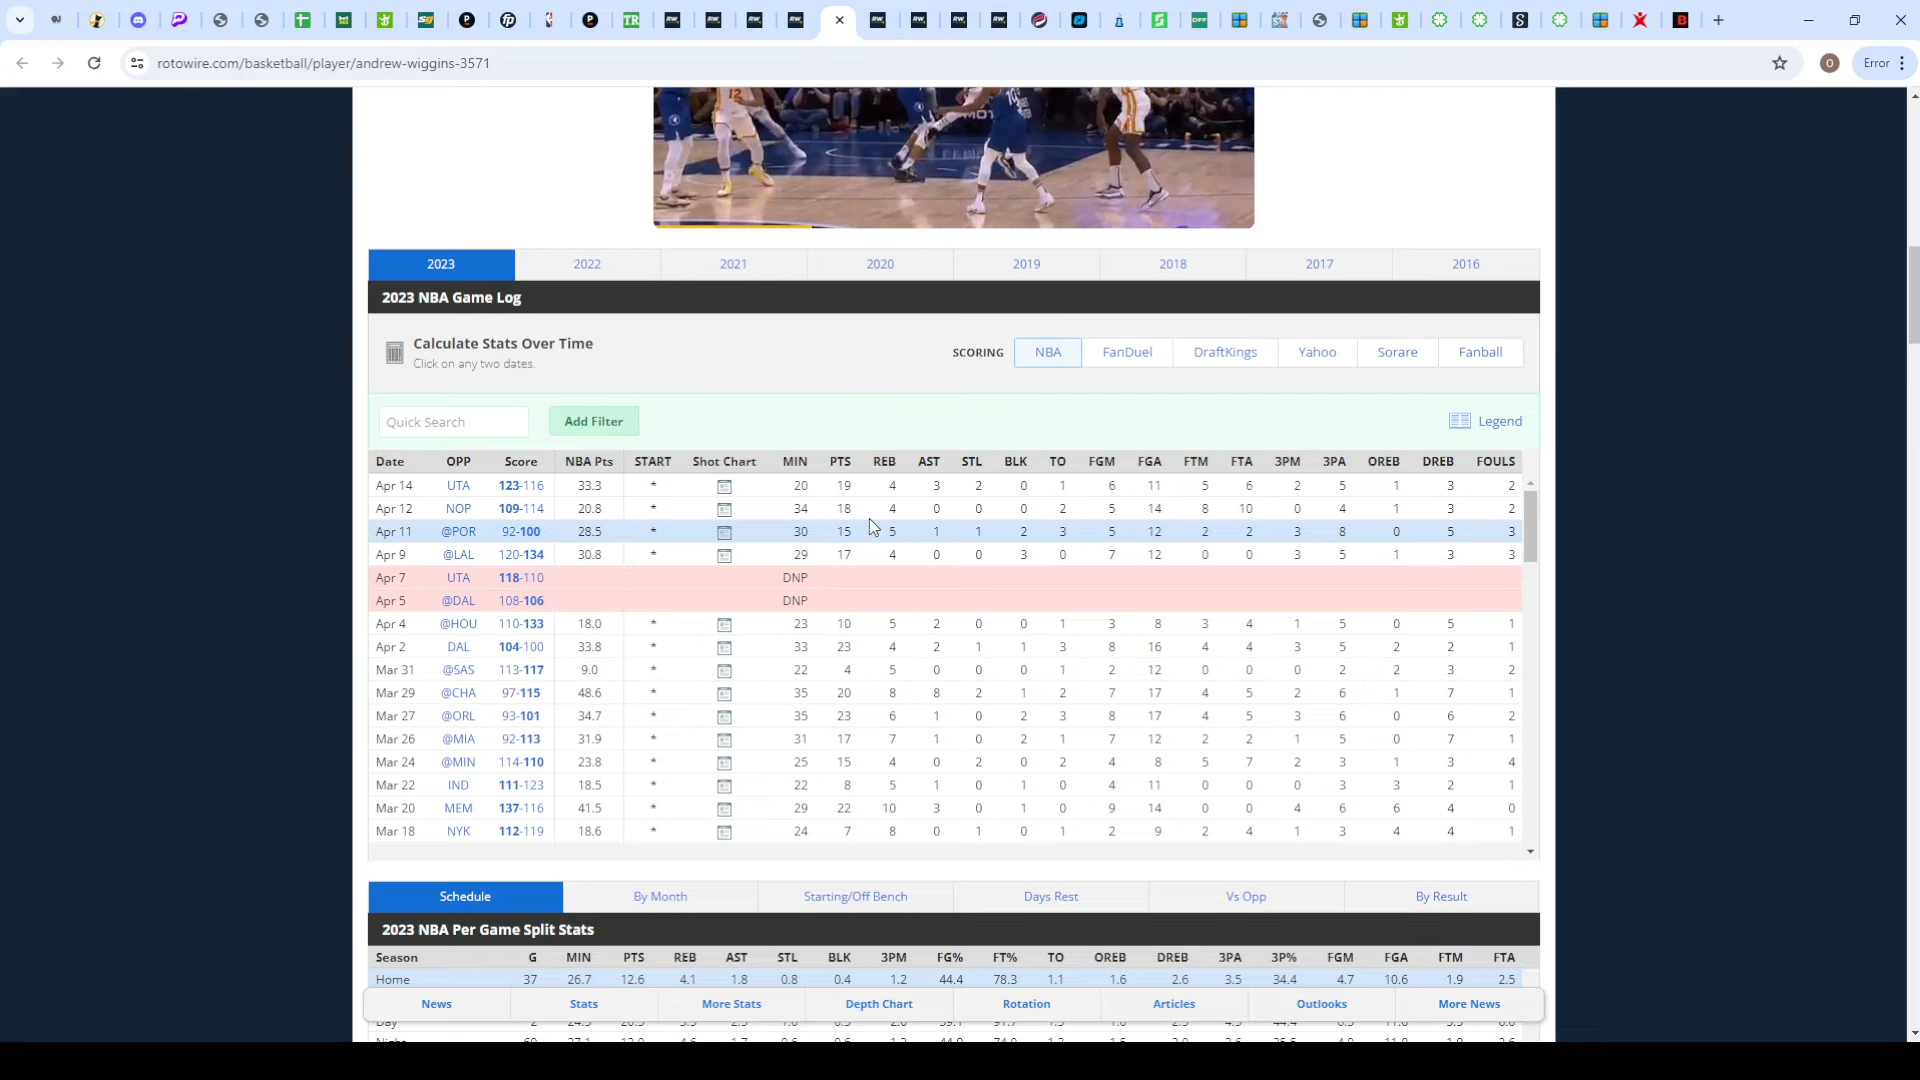 rotowire.com/basketball/player/andrew-wiggins-3571
Error
2023 2022 2021 2020 2019 2018 2017 2016
2023 NBA Game Log
Calculate Stats Over Time
Click on any two dates.
SCORING NBA FanDuel DraftKings Yahoo Sorare Fanball
Quick Search Add Filter Legend
Date OPP Score NBA Pts START Shot Chart MIN PTS REB AST STL BLK TO FGM FGA FTM FTA 3PM 3PA OREB DREB FOULS
Apr 14 UTA 123-116 33.3 * 20 19 4 3 2 0 1 6 11 5 6 2 5 1 3 2
Apr 12 NOP 109-114 20.8 * 34 18 4 0 0 0 2 5 14 8 10 0 4 1 3 2
Apr 11 @POR 92-100 28.5 * 30 15 5 1 1 2 3 5 12 2 2 3 8 0 5 3
Apr 9 @LAL 120-134 30.8 * 29 17 4 0 0 3 0 7 12 0 0 3 5 1 3 3
Apr 7 UTA 118-110 DNP
Apr 5 @DAL 108-106 DNP
Apr 4 @HOU 110-133 18.0 * 23 10 5 2 0 0 1 3 8 3 4 1 5 0 5 1
Apr 2 DAL 104-100 33.8 * 33 23 4 2 1 1 3 8 16 4 4 3 5 2 2 1
Mar 31 @SAS 113-117 9.0 * 22 4 5 0 0 0 1 2 12 0 0 0 2 2 3 2
Mar 29 @CHA 97-115 48.6 * 35 20 8 8 2 1 2 7 17 4 5 2 6 1 7 1
Mar 27 @ORL 93-101 34.7 * 35 23 6 1 0 2 3 8 17 4 5 3 6 0 6 2
Mar 26 @MIA 92-113 31.9 * 31 17 7 1 0 2 1 7 12 2 2 1 5 0 7 1
Mar 24 @MIN 114-110 23.8 * 25 15 4 0 2 0 2 4 8 5 7 2 3 1 3 4
Mar 22 IND 111-123 18.5 * 22 8 5 1 0 1 0 4 11 0 0 0 3 3 2 1
Mar 20 MEM 137-116 41.5 * 29 22 10 3 0 1 0 9 14 0 0 4 6 6 4 0
Mar 18 NYK 112-119 18.6 * 24 7 8 0 1 0 1 2 9 2 4 1 3 4 4 1
Schedule By Month Starting/Off Bench Days Rest Vs Opp By Result
2023 NBA Per Game Split Stats
Season G MIN PTS REB AST STL BLK 3PM FG% FT% TO OREB DREB 3PA 3P% FGM FGA FTM FTA
Home 37 26.7 12.6 4.1 1.8 0.8 0.4 1.2 44.4 78.3 1.1 1.6 2.6 3.5 34.4 4.7 10.6 1.9 2.5
News Stats More Stats Depth Chart Rotation Articles Outlooks More News